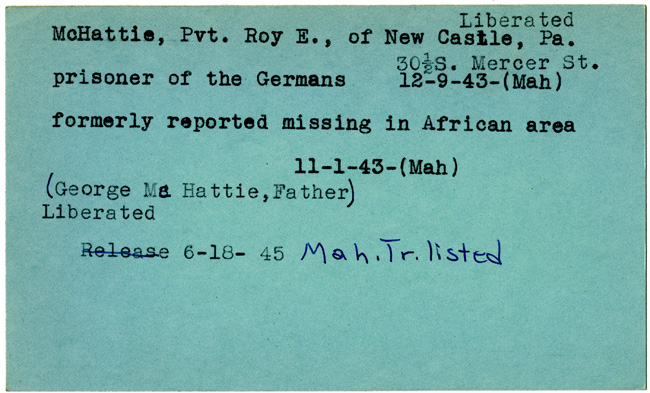 Liberated
McHattie, Pvt. Roy E., of New Castle, Pa.
30½S. Mercer St.
prisoner of the Germans 12-9-43-(Mah)
formerly reported missing in African area
11-1-43-(Mah)
(George Mc Hattie,Father)
Liberated
Release 6-18- 45 Mah.Tr.listed